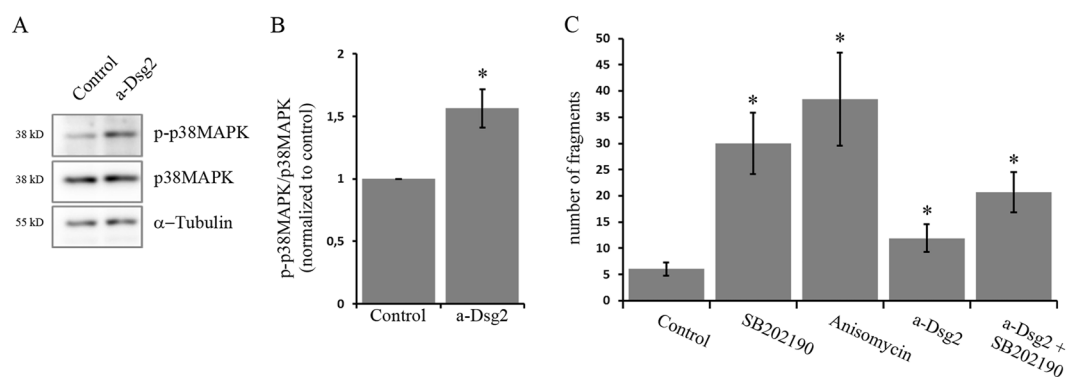 A
Control
a-Dsg2
38 kD
p-p38MAPK
38 kD
p38MAPK
55 kD
α–Tubulin
B
p-p38MAPK/p38MAPK
(normalized to control)
2
1,5
1
0,5
0
*
Control
a-Dsg2
C
number of fragments
50
45
40
35
30
25
20
15
10
5
0
*
*
*
*
Control
SB202190
Anisomycin
a-Dsg2
a-Dsg2 +
SB202190